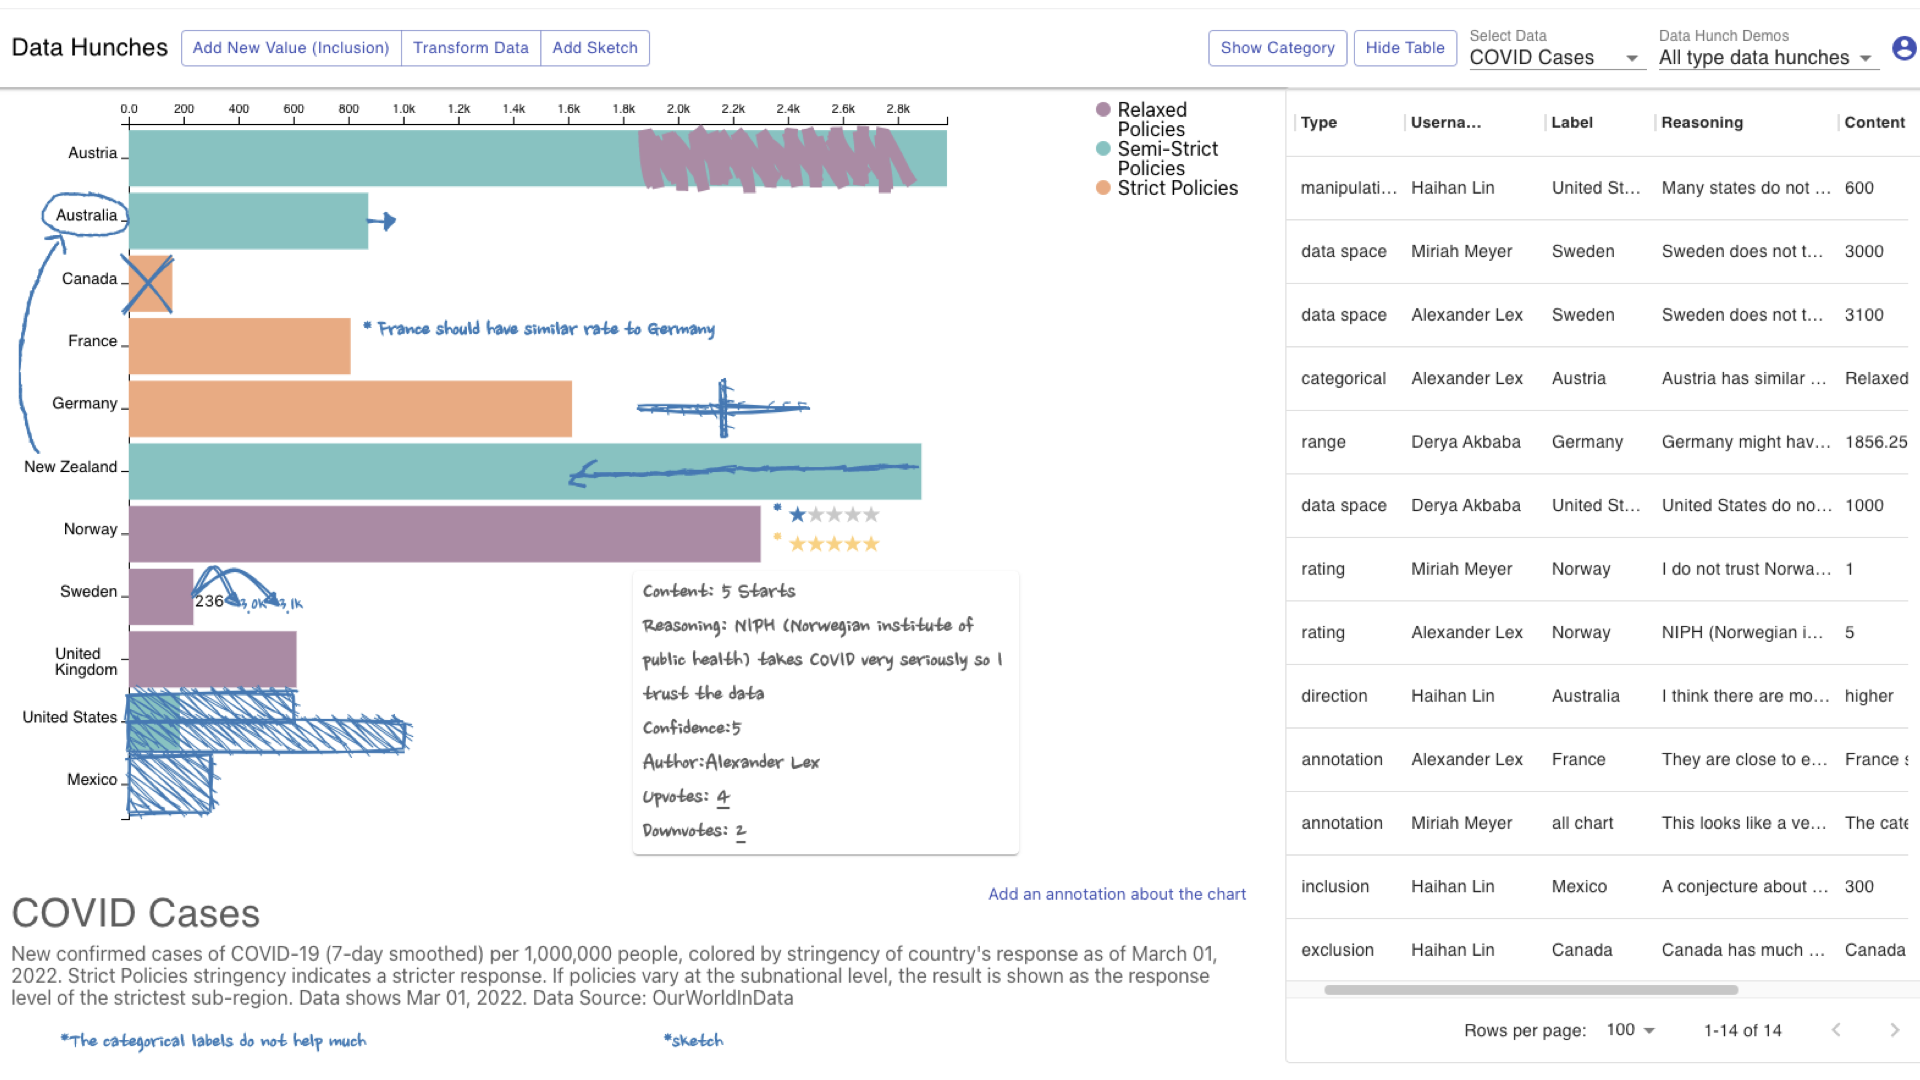 Data Hunches
Add New Value (Inclusion)
Transform Data
Add Sketch
Show Category
Hide Table
Select Data
COVID Cases
Data Hunch Demos
All type data hunches
0.0 200 400 600 800 1.0k 1.2k 1.4k 1.6k 1.8k 2.0k 2.2k 2.4k 2.6k 2.8k
Relaxed
Policies
Semi-Strict
Policies
Strict Policies
Austria
Australia
Canada
France
* France should have similar rate to Germany
Germany
New Zealand
Norway
*
*
Sweden
236 3.0k 3.1k
United
Kingdom
United States
Mexico
Content: 5 Starts
Reasoning: NIPH (Norwegian institute of
public health) takes COVID very seriously so I
trust the data
Confidence:5
Author:Alexander Lex
Upvotes: 4
Downvotes: 2
Add an annotation about the chart
COVID Cases
New confirmed cases of COVID-19 (7-day smoothed) per 1,000,000 people, colored by stringency of country's response as of March 01,
2022. Strict Policies stringency indicates a stricter response. If policies vary at the subnational level, the result is shown as the response
level of the strictest sub-region. Data shows Mar 01, 2022. Data Source: OurWorldInData
*The categorical labels do not help much
*sketch
Type Userna... Label Reasoning Content
manipulati... Haihan Lin United St... Many states do not ... 600
data space Miriah Meyer Sweden Sweden does not t... 3000
data space Alexander Lex Sweden Sweden does not t... 3100
categorical Alexander Lex Austria Austria has similar ... Relaxed
range Derya Akbaba Germany Germany might hav... 1856.25
data space Derya Akbaba United St... United States do no... 1000
rating Miriah Meyer Norway I do not trust Norwa... 1
rating Alexander Lex Norway NIPH (Norwegian i... 5
direction Haihan Lin Australia I think there are mo... higher
annotation Alexander Lex France They are close to e... France
annotation Miriah Meyer all chart This looks like a ve... The cate
inclusion Haihan Lin Mexico A conjecture about ... 300
exclusion Haihan Lin Canada Canada has much ... Canada
Rows per page: 100 1-14 of 14